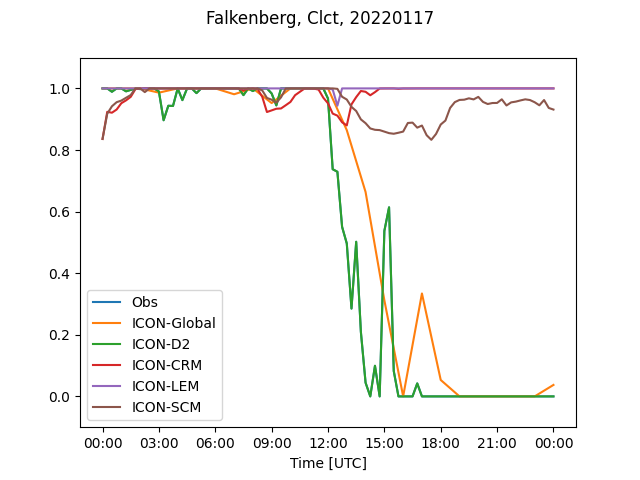 Falkenberg, Clct, 20220117
1.0
0.8
0.6
0.4
0.2
0.0
Obs
ICON-Global
ICON-D2
ICON-CRM
ICON-LEM
ICON-SCM
00:00 03:00 06:00 09:00 12:00 15:00 18:00 21:00 00:00
Time [UTC]